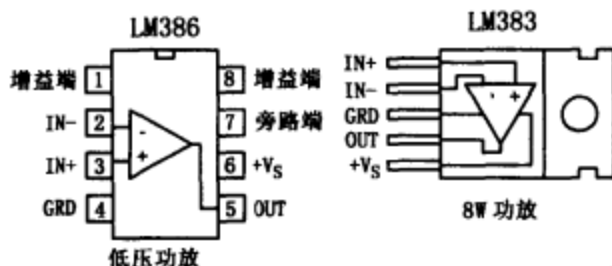 LM386
增益端 1 8 增益端
IN- 2 7 旁路端
IN+ 3 6 +VS
GRD 4 5 OUT
- +
低压功放
LM383
IN+
IN-
GRD
OUT
+VS
- +
8W 功放